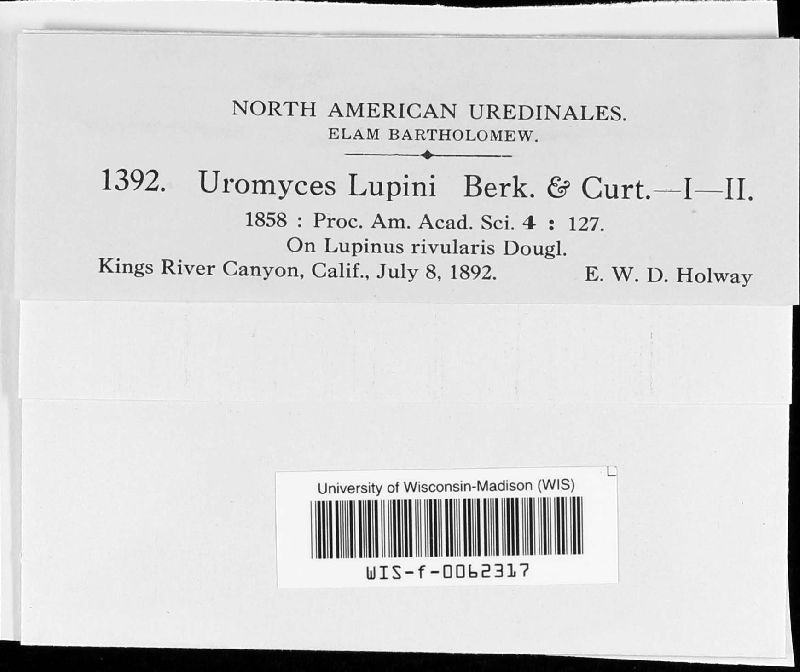 NORTH AMERICAN UREDINALES.
ELAM BARTHOLOMEW.
1392. Uromyces Lupini Berk. & Curt.—I—II.
1858 : Proc. Am. Acad. Sci. 4 : 127.
On Lupinus rivularis Dougl.
Kings River Canyon, Calif., July 8, 1892. E. W. D. Holway
University of Wisconsin-Madison (WIS)
WIS-f-0062317